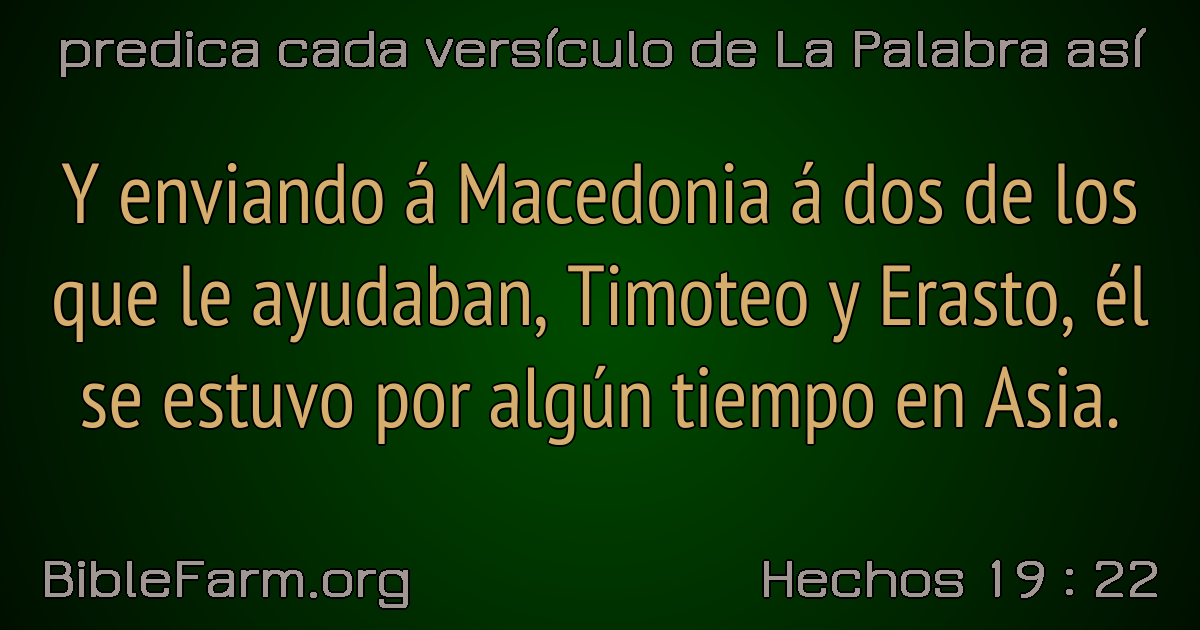 predica cada versículo de La Palabra así
Y enviando á Macedonia á dos de los
que le ayudaban, Timoteo y Erasto, él
se estuvo por algún tiempo en Asia.
BibleFarm.org
Hechos 19 : 22